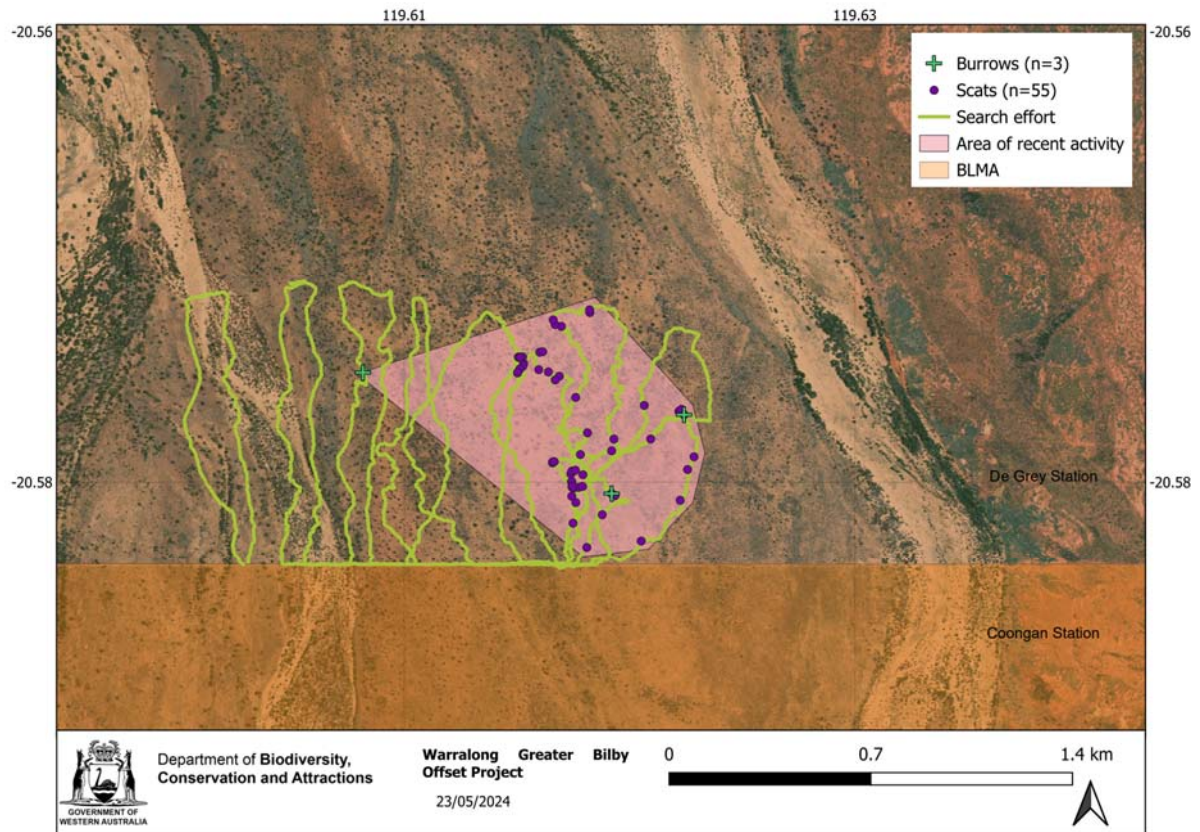 119.61
119.63
-20.56
-20.56
Burrows (n=3)
Scats (n=55)
Search effort
Area of recent activity
BLMA
-20.58
-20.58
De Grey Station
Coongan Station
Department of Biodiversity,
Conservation and Attractions
GOVERNMENT OF
WESTERN AUSTRALIA
Warralong Greater Bilby
Offset Project
23/05/2024
0
0.7
1.4 km